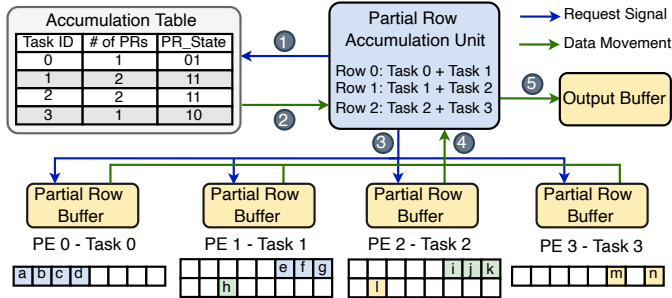 Accumulation Table
Task ID # of PRs PR_State
0 1 01
1 2 11
2 2 11
3 1 10
1
2
Partial Row
Accumulation Unit
Row 0: Task 0 + Task 1
Row 1: Task 1 + Task 2
Row 2: Task 2 + Task 3
Request Signal
Data Movement
5
Output Buffer
3
4
Partial Row
Buffer
Partial Row
Buffer
Partial Row
Buffer
Partial Row
Buffer
PE 0 - Task 0
PE 1 - Task 1
PE 2 - Task 2
PE 3 - Task 3
a b c d
e f g
h
i j k
l
m n